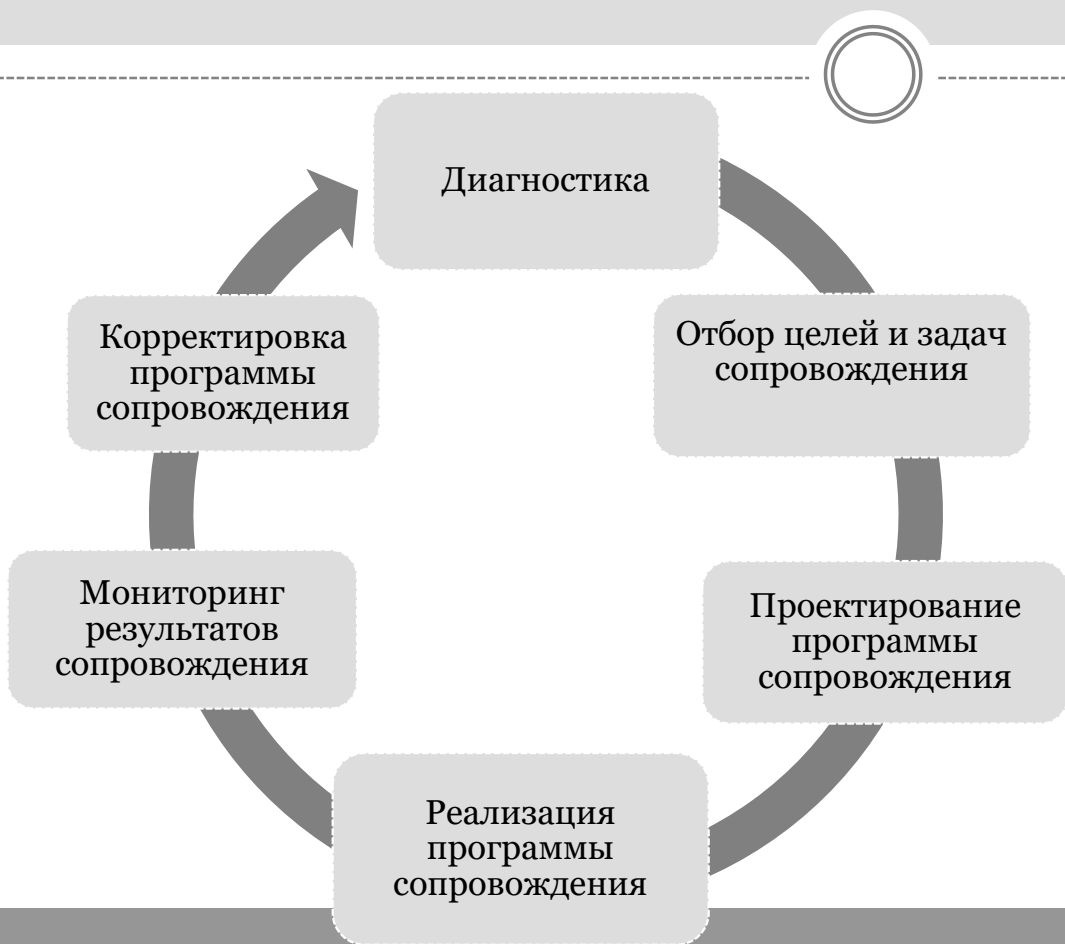 Диагностика
Отбор целей и задач
сопровождения
Проектирование
программы
сопровождения
Реализация
программы
сопровождения
Мониторинг
результатов
сопровождения
Корректировка
программы
сопровождения